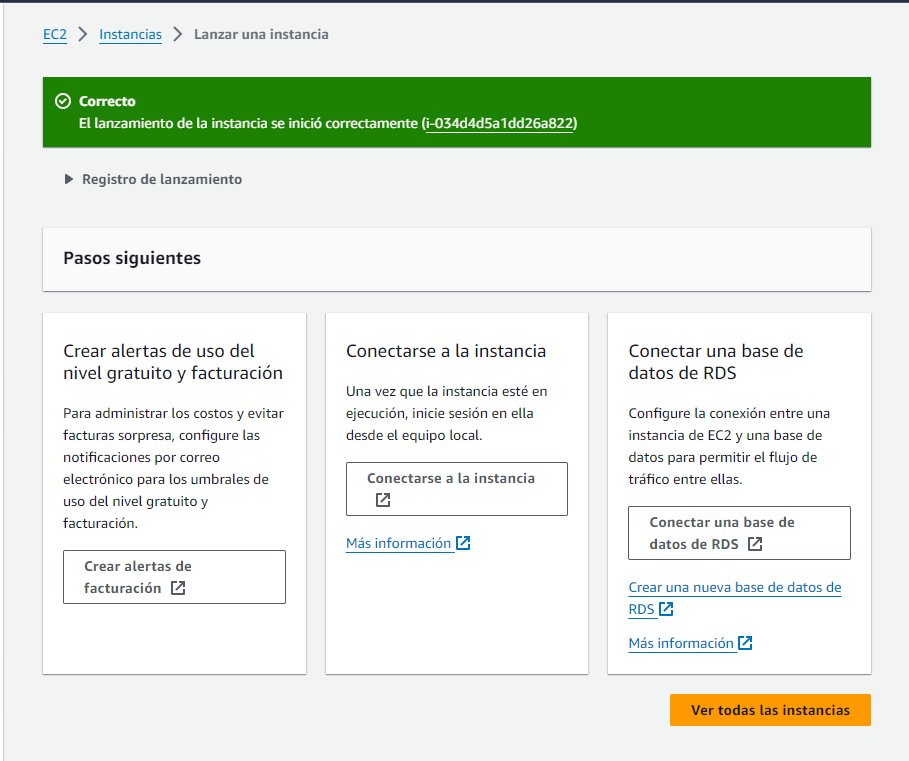 EC2 > Instancias > Lanzar una instancia
Correcto
El lanzamiento de la instancia se inició correctamente (i-034d4d5a1dd26a822)
Registro de lanzamiento
Pasos siguientes
Crear alertas de uso del
nivel gratuito y facturación
Para administrar los costos y evitar
facturas sorpresa, configure las
notificaciones por correo
electrónico para los umbrales de
uso del nivel gratuito y
facturación.
Crear alertas de
facturación
Conectarse a la instancia
Una vez que la instancia esté en
ejecución, inicie sesión en ella
desde el equipo local.
Conectarse a la instancia
Más información
Conectar una base de
datos de RDS
Configure la conexión entre una
instancia de EC2 y una base de
datos para permitir el flujo de
tráfico entre ellas.
Conectar una base de
datos de RDS
Crear una nueva base de datos de
RDS
Más información
Ver todas las instancias